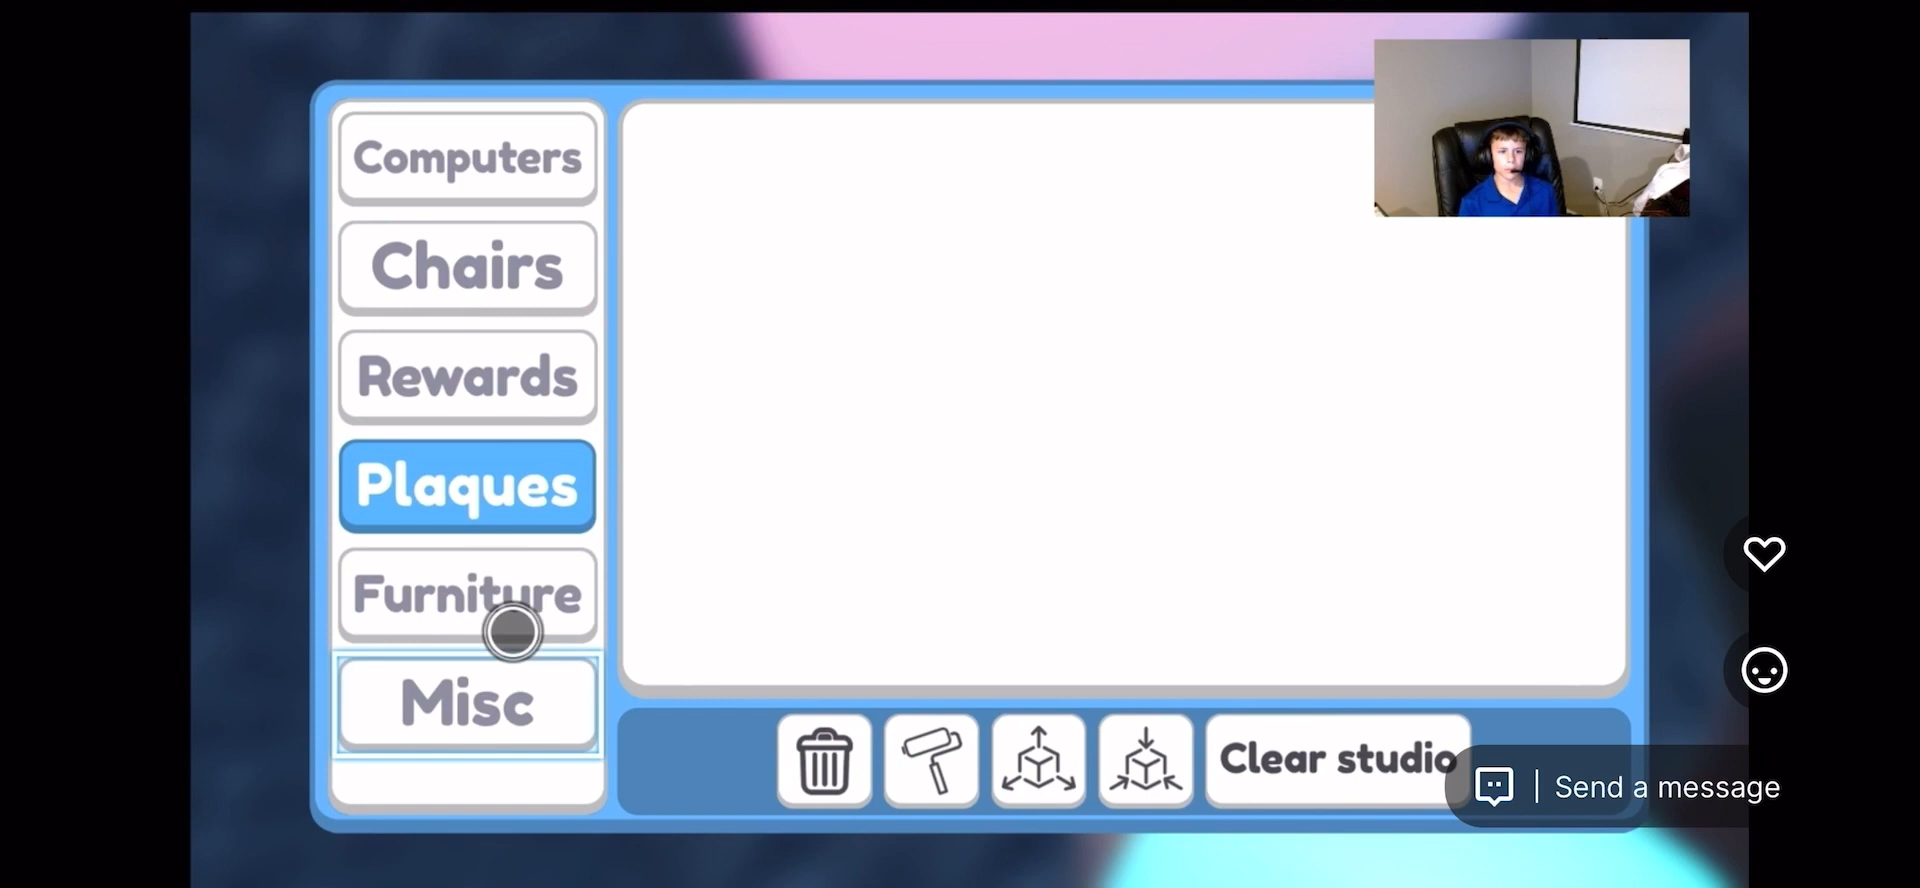 Computers
Chairs
Rewards
Plaques
Furniture
Misc
Clear studio
Send a message